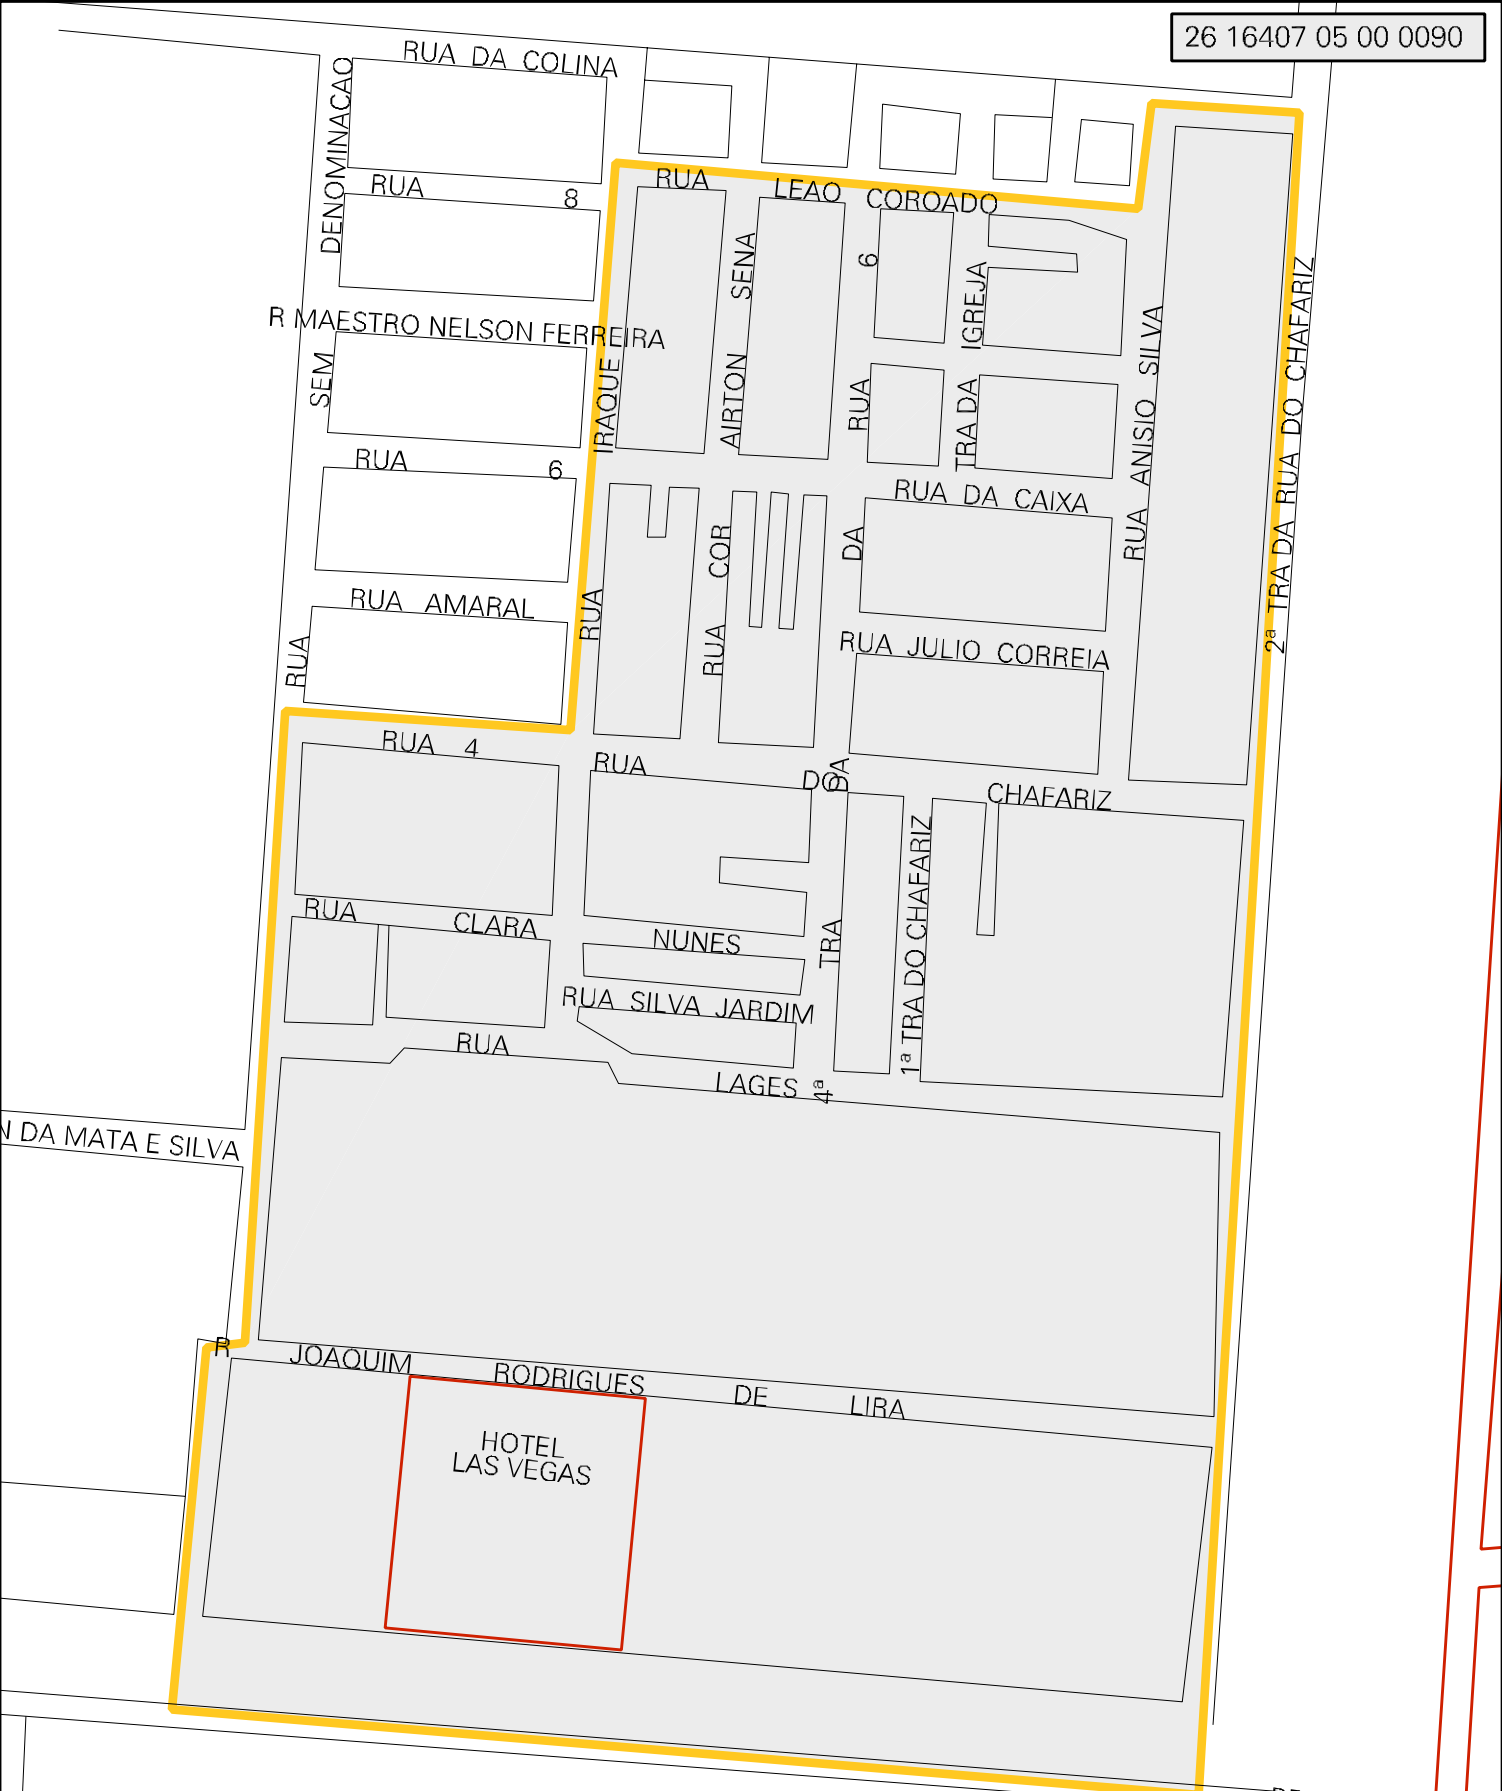 26 16407 05 00 0090
RUA DA COLINA
RUA SEM DENOMINACAO
RUA 8
RUA LEAO COROADO
R MAESTRO NELSON FERREIRA
RUA IRAQUE
RUA COR AIRTON SENA
DA RUA 6
TRA DA IGREJA
RUA ANISIO SILVA
2ª TRA DA RUA DO CHAFARIZ
RUA 6
RUA DA CAIXA
RUA AMARAL
RUA JULIO CORREIA
RUA 4
RUA DO CHAFARIZ
4ª TRA DA
1ª TRA DO CHAFARIZ
RUA CLARA NUNES
RUA SILVA JARDIM
RUA LAGES
N DA MATA E SILVA
R JOAQUIM RODRIGUES DE LIRA
HOTEL
LAS VEGAS